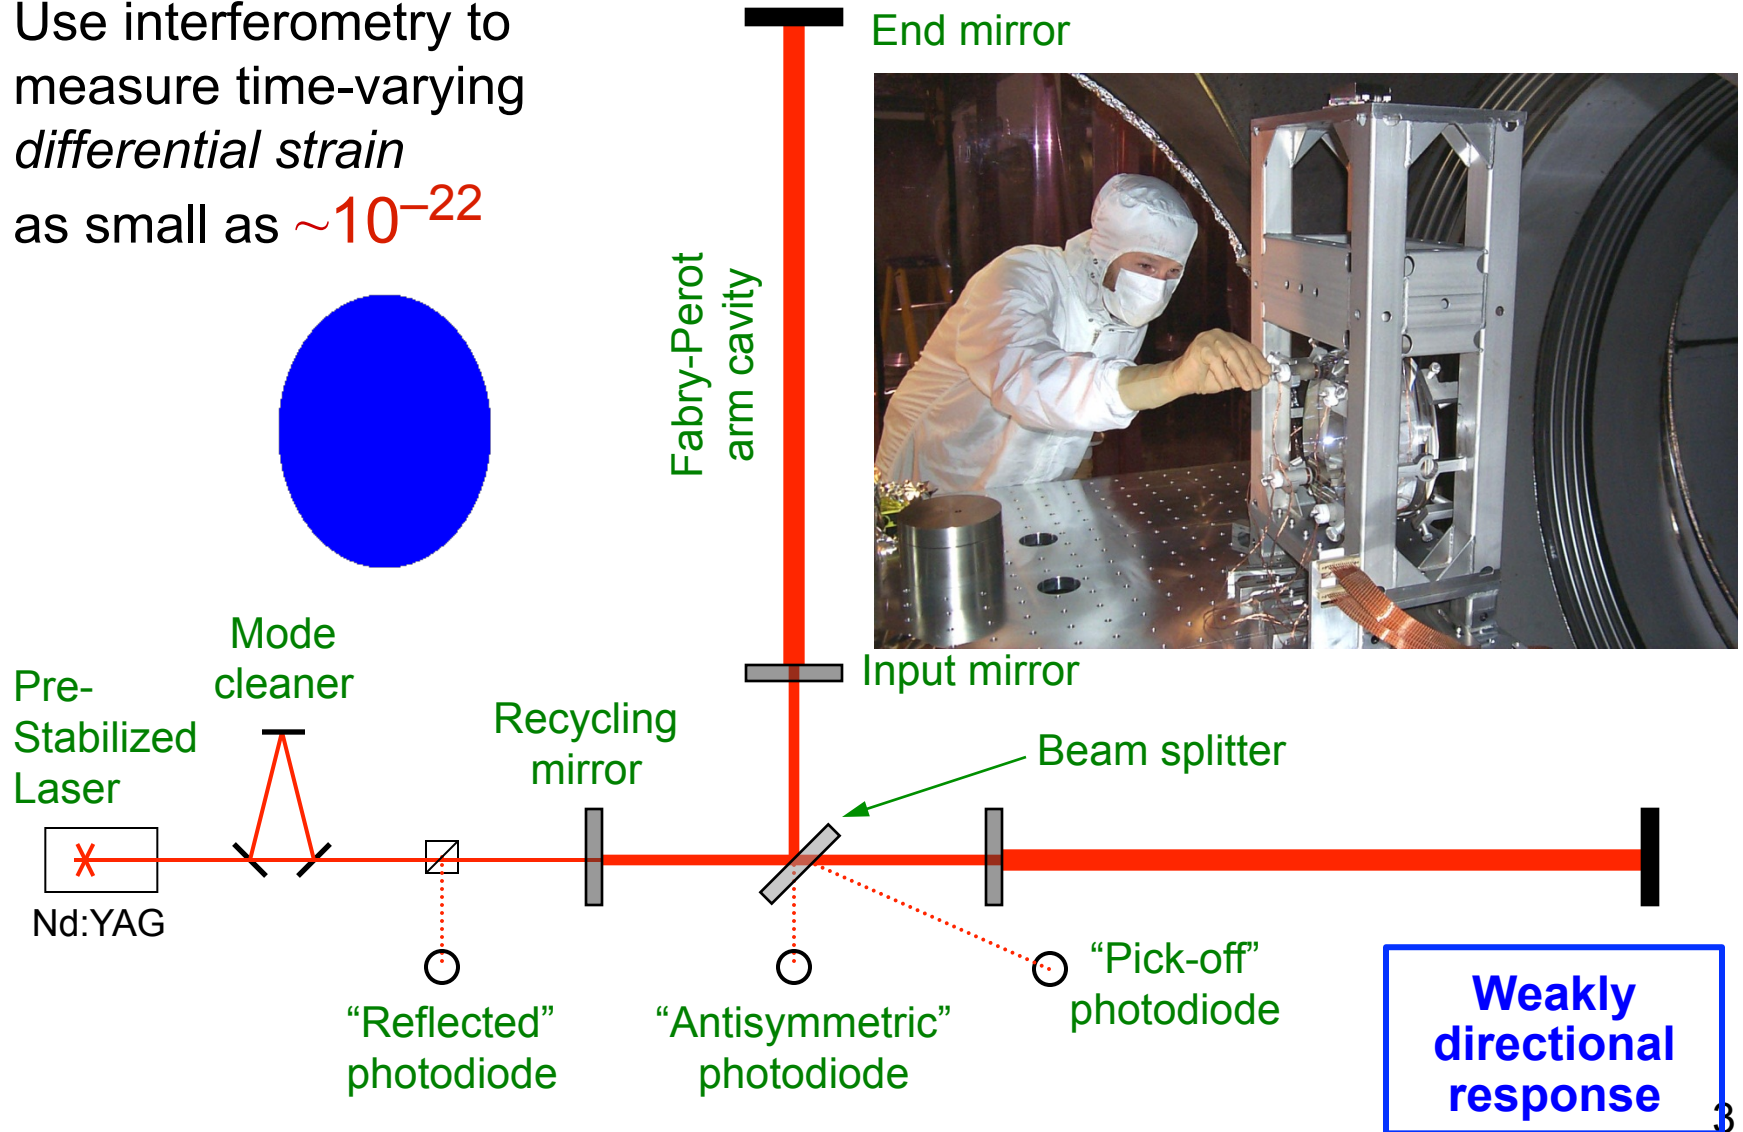 Use interferometry to
measure time-varying
differential strain
as small as ~10–22
End mirror
Fabry-Perot
arm cavity
Mode
cleaner
Input mirror
Pre-
Stabilized
Laser
Recycling
mirror
Beam splitter
Nd:YAG
“Reflected”
photodiode
“Antisymmetric”
photodiode
“Pick-off”
photodiode
Weakly
directional
response
3